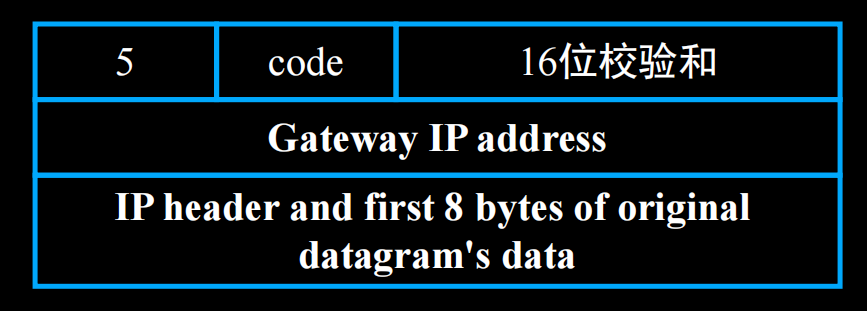 5 code 16位校验和
Gateway IP address
IP header and first 8 bytes of original
datagram's data